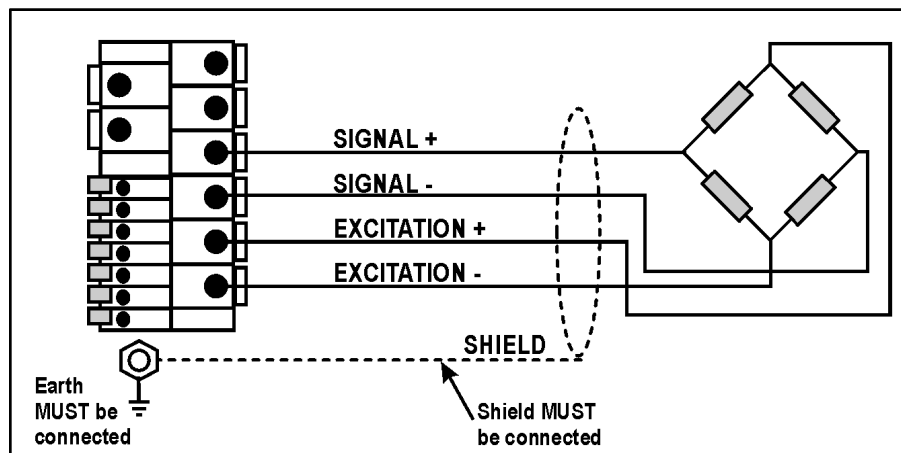 SIGNAL +
SIGNAL -
EXCITATION +
EXCITATION -
SHIELD
Earth
MUST be
connected
Shield MUST
be connected